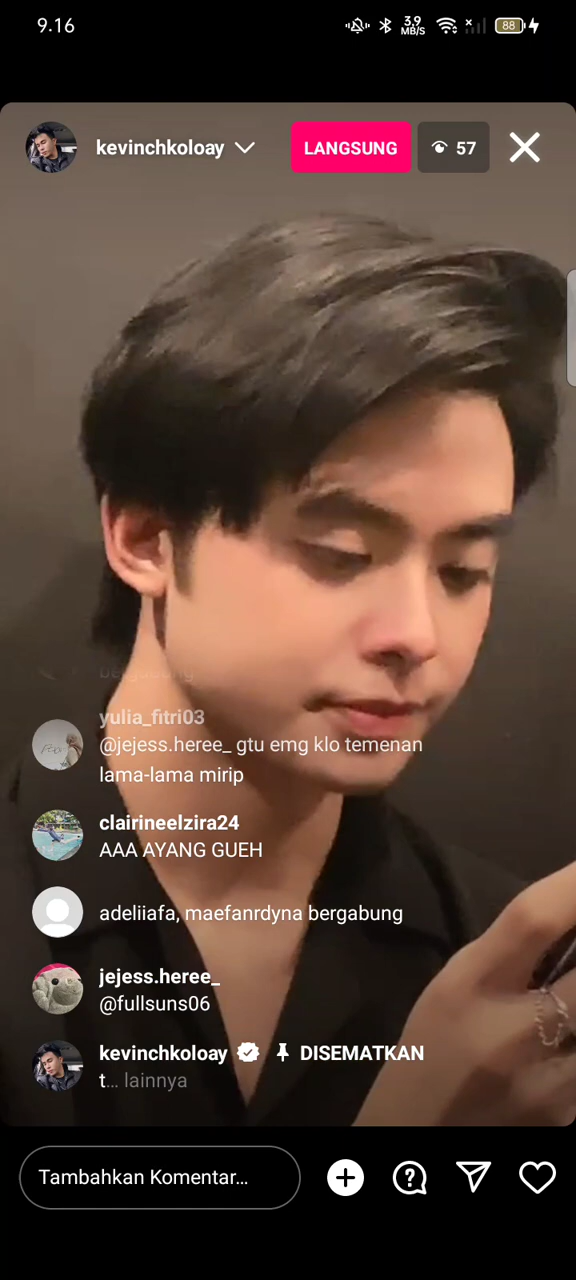 9.16
3,9
MB/S
88
kevinchkoloay
LANGSUNG
57
bergabung
yulia_fitri03
@jejess.heree_ gtu emg klo temenan
lama-lama mirip
clairineelzira24
AAA AYANG GUEH
adeliiafa, maefanrdyna bergabung
jejess.heree_
@fullsuns06
kevinchkoloay DISEMATKAN
t... lainnya
Tambahkan Komentar...